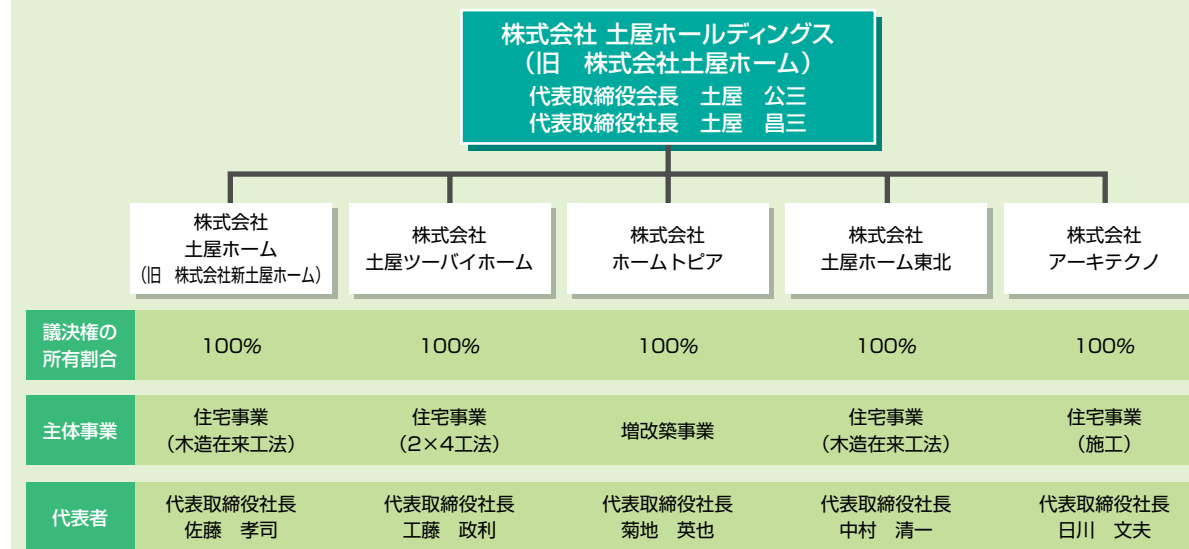 株式会社 土屋ホールディングス
（旧　株式会社土屋ホーム）
代表取締役会長　土屋　公三
代表取締役社長　土屋　昌三
株式会社
土屋ホーム
（旧　株式会社新土屋ホーム）
株式会社
土屋ツーバイホーム
株式会社
ホームトピア
株式会社
土屋ホーム東北
株式会社
アーキテクノ
議決権の
所有割合
100%
100%
100%
100%
100%
主体事業
住宅事業
（木造在来工法）
住宅事業
（2×4工法）
増改築事業
住宅事業
（木造在来工法）
住宅事業
（施工）
代表者
代表取締役社長
佐藤　孝司
代表取締役社長
工藤　政利
代表取締役社長
菊地　英也
代表取締役社長
中村　清一
代表取締役社長
日川　文夫